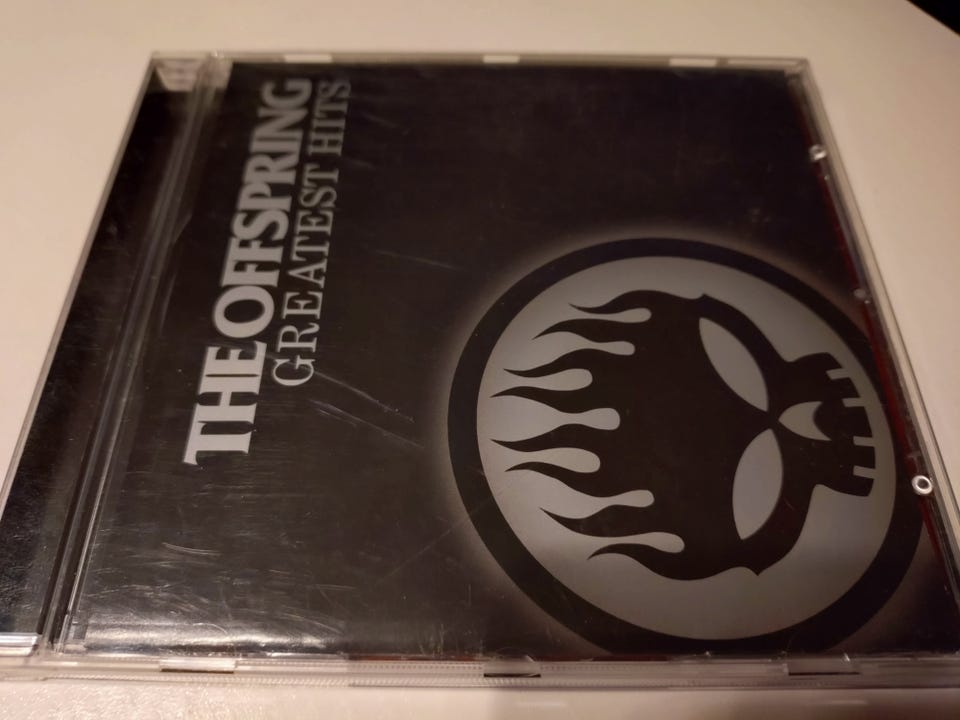 THE OFFSPRING
GREATEST HITS